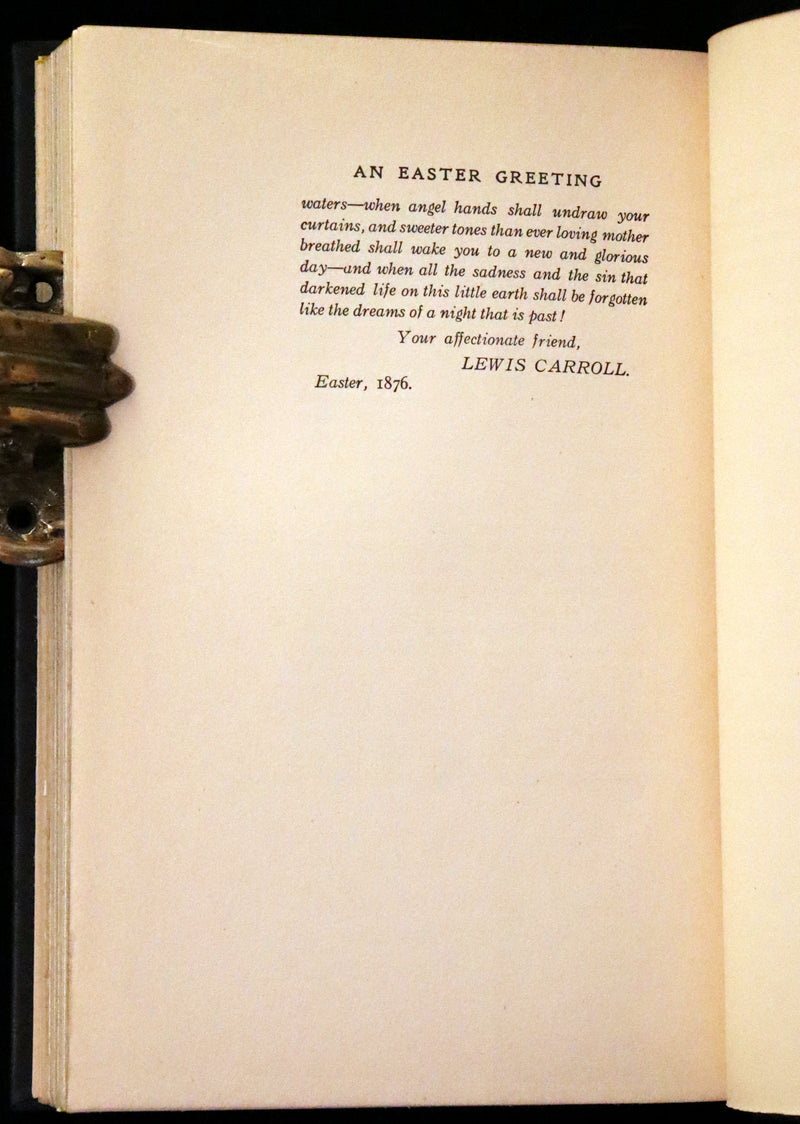 AN EASTER GREETING
waters—when angel hands shall undraw your
curtains, and sweeter tones than ever loving mother
breathed shall wake you to a new and glorious
day—and when all the sadness and the sin that
darkened life on this little earth shall be forgotten
like the dreams of a night that is past!
Your affectionate friend,
LEWIS CARROLL.
Easter, 1876.